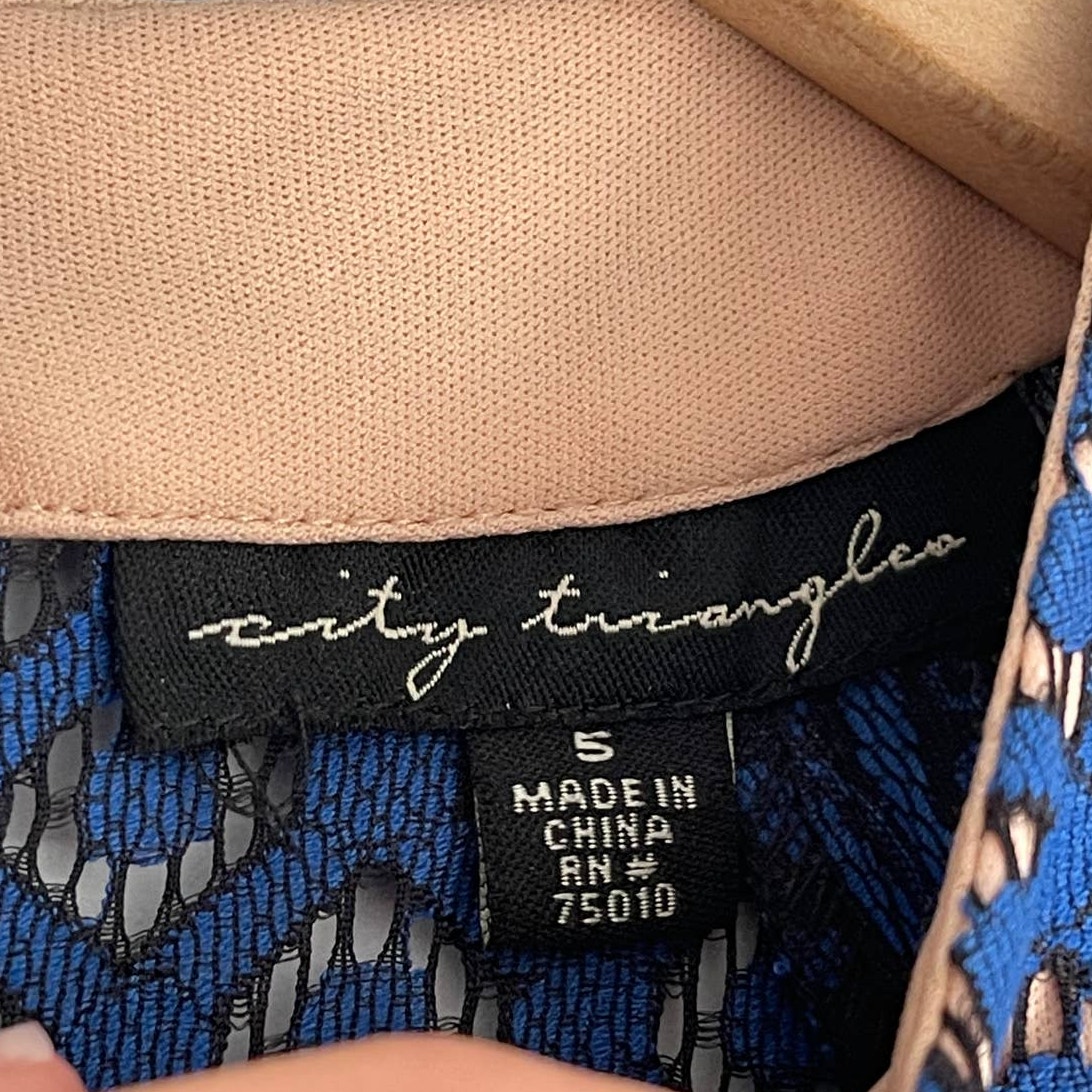 city triangles
5
MADE IN
CHINA
RN #
75010